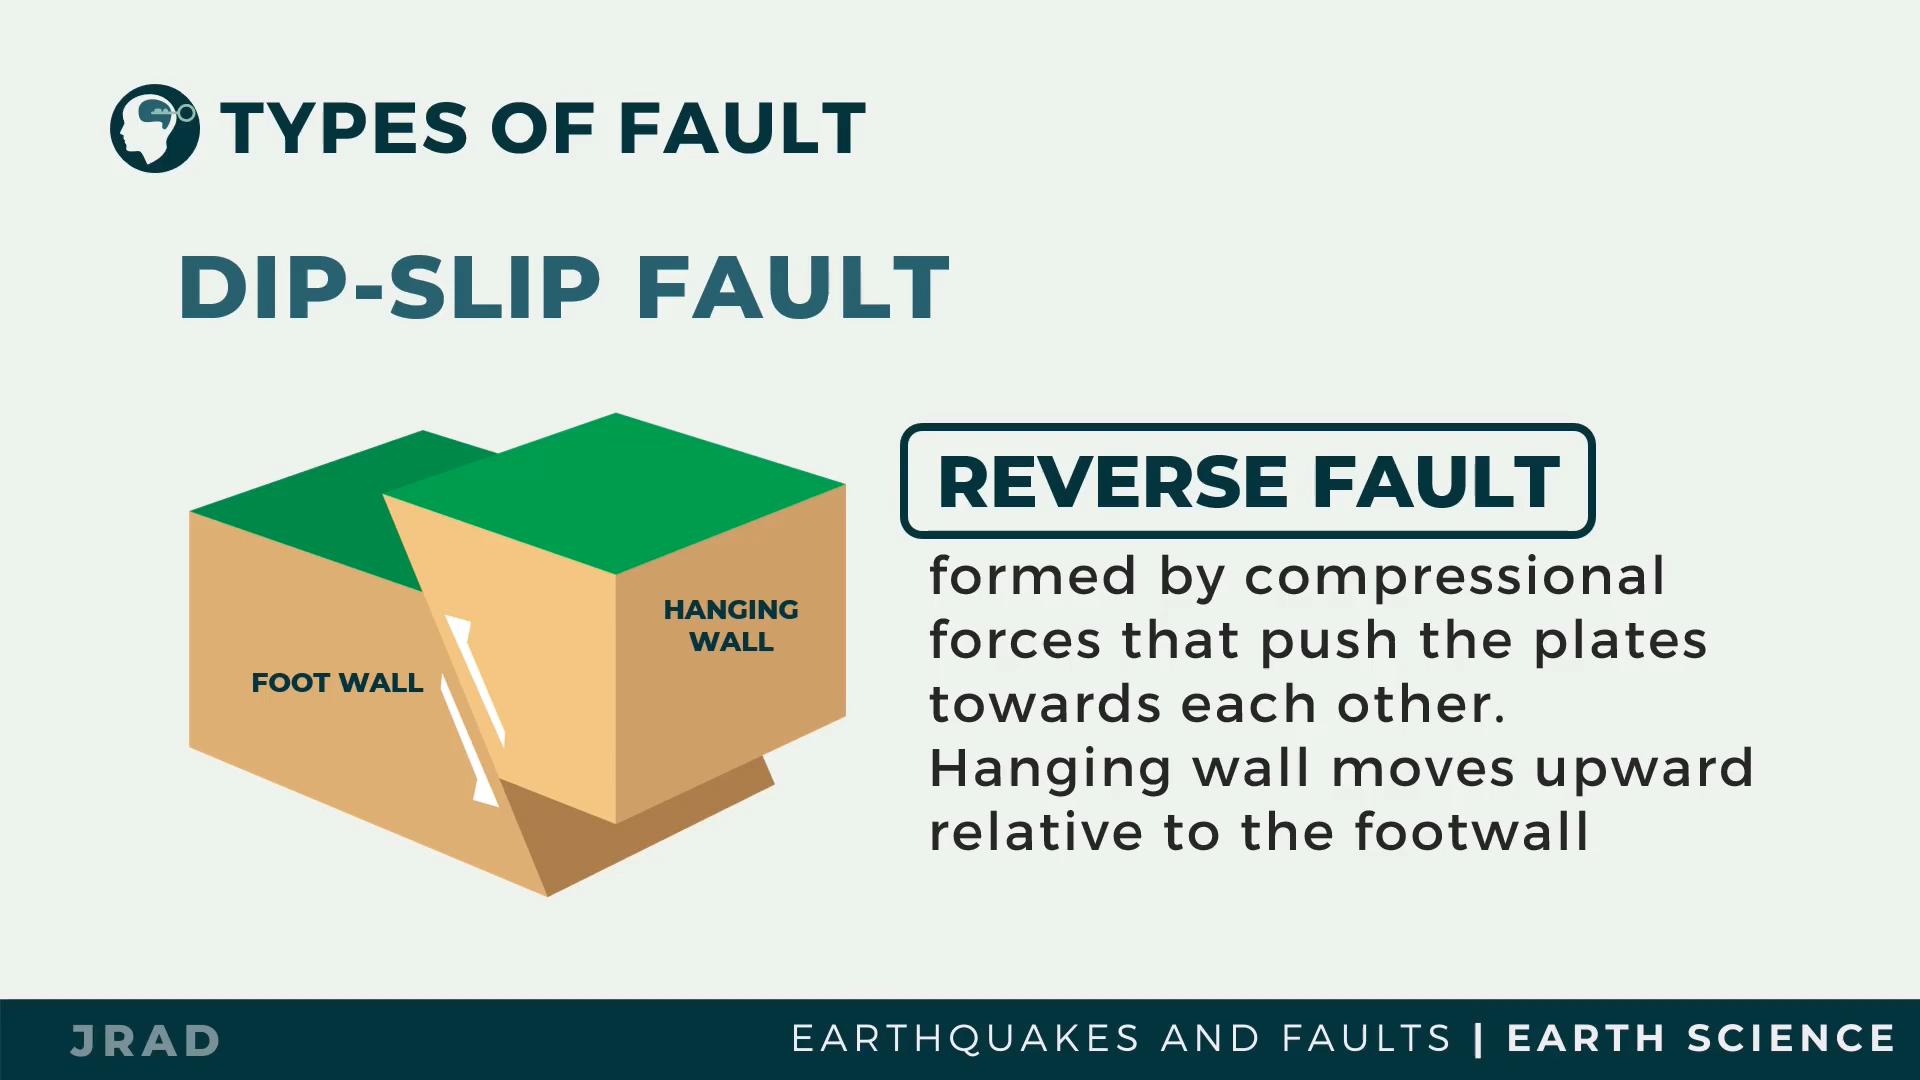 TYPES OF FAULT
DIP-SLIP FAULT
FOOT WALL
HANGING
WALL
REVERSE FAULT
formed by compressional
forces that push the plates
towards each other.
Hanging wall moves upward
relative to the footwall
JRAD
EARTHQUAKES AND FAULTS | EARTH SCIENCE